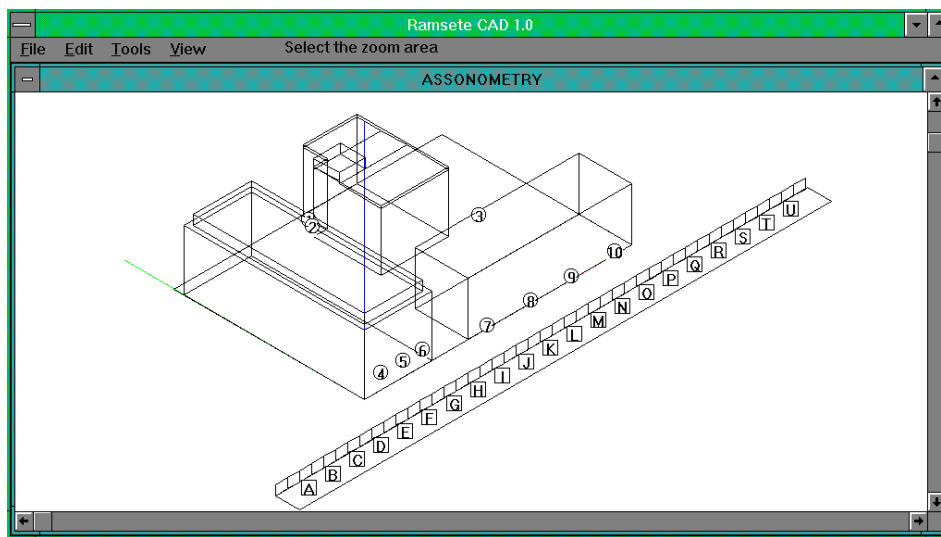 Ramsete CAD 1.0
File Edit Tools View Select the zoom area
ASSONOMETRY
2
3
10
9
8
7
6
5
4
U
T
S
R
Q
P
O
N
M
L
K
J
I
H
G
F
E
D
C
B
A